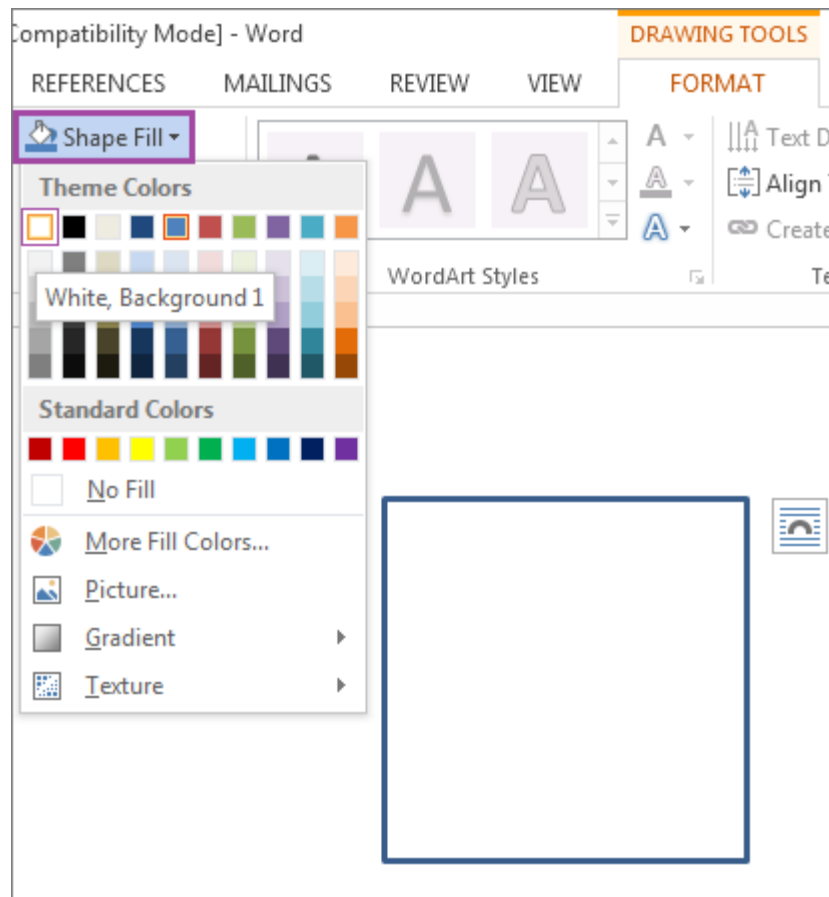 Compatibility Mode] - Word
DRAWING TOOLS
REFERENCES MAILINGS REVIEW VIEW FORMAT
Shape Fill
A A A Text D
A Align
A Create
WordArt Styles
Theme Colors
White, Background 1
Standard Colors
No Fill
More Fill Colors...
Picture...
Gradient
Texture